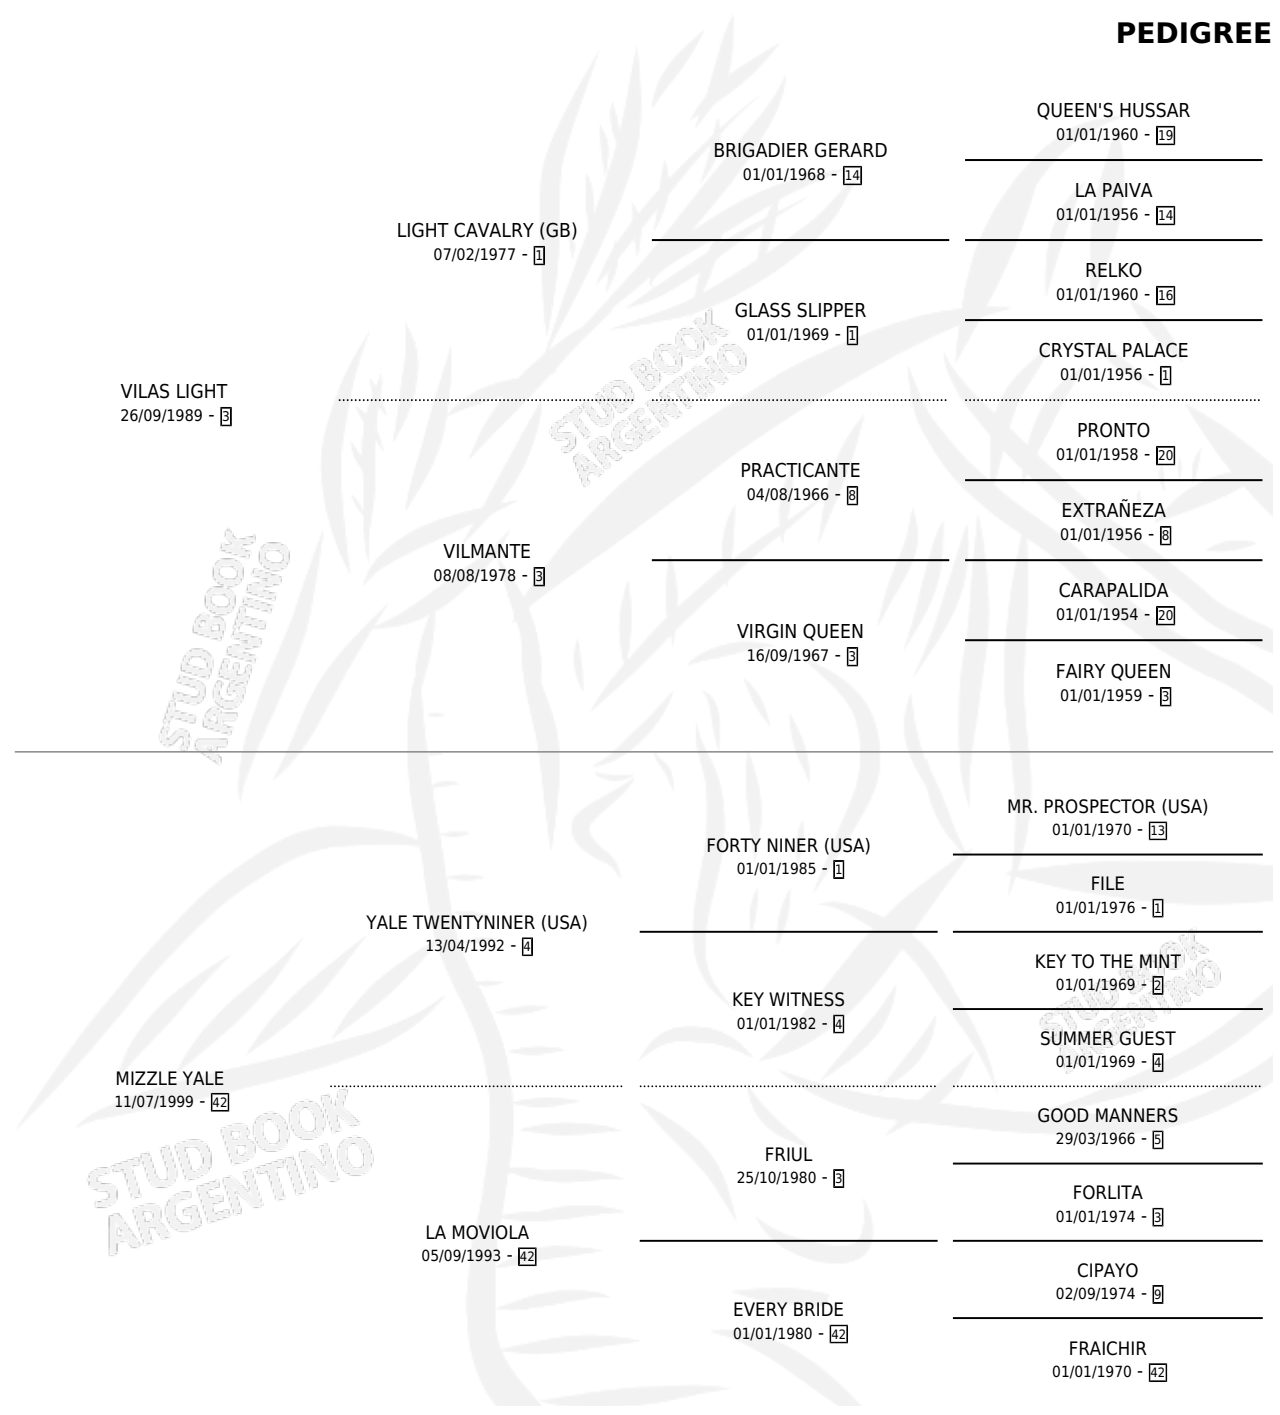 PEDIGREE
QUEEN'S HUSSAR
01/01/1960 - 19
BRIGADIER GERARD
01/01/1968 - 14
LA PAIVA
01/01/1956 - 14
LIGHT CAVALRY (GB)
07/02/1977 - 1
RELKO
01/01/1960 - 16
GLASS SLIPPER
01/01/1969 - 1
CRYSTAL PALACE
01/01/1956 - 1
VILAS LIGHT
26/09/1989 - 3
STUD BOOK
ARGENTINO
PRONTO
01/01/1958 - 20
PRACTICANTE
04/08/1966 - 8
EXTRAÑEZA
01/01/1956 - 8
VILMANTE
08/08/1978 - 3
CARAPALIDA
01/01/1954 - 20
VIRGIN QUEEN
16/09/1967 - 3
FAIRY QUEEN
01/01/1959 - 3
STUD BOOK
ARGENTINO
MR. PROSPECTOR (USA)
01/01/1970 - 13
FORTY NINER (USA)
01/01/1985 - 1
FILE
01/01/1976 - 1
YALE TWENTYNINER (USA)
13/04/1992 - 4
KEY TO THE MINT
01/01/1969 - 2
KEY WITNESS
01/01/1982 - 4
STUD BOOK
ARGENTINO
SUMMER GUEST
01/01/1969 - 4
MIZZLE YALE
11/07/1999 - 42
GOOD MANNERS
29/03/1966 - 5
STUD BOOK
ARGENTINO
FRIUL
25/10/1980 - 3
FORLITA
01/01/1974 - 3
LA MOVIOLA
05/09/1993 - 42
CIPAYO
02/09/1974 - 9
EVERY BRIDE
01/01/1980 - 42
FRAICHIR
01/01/1970 - 42